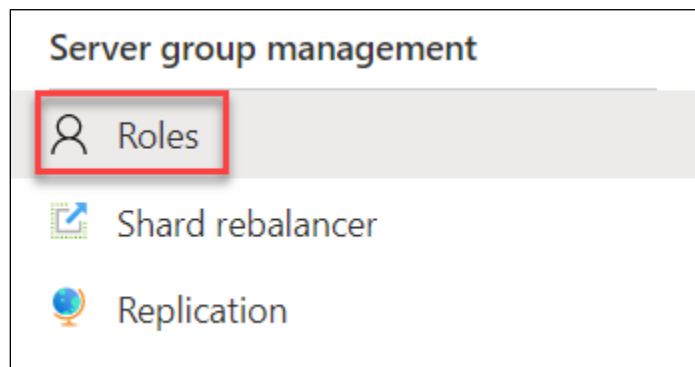 Server group management
Roles
Shard rebalancer
Replication